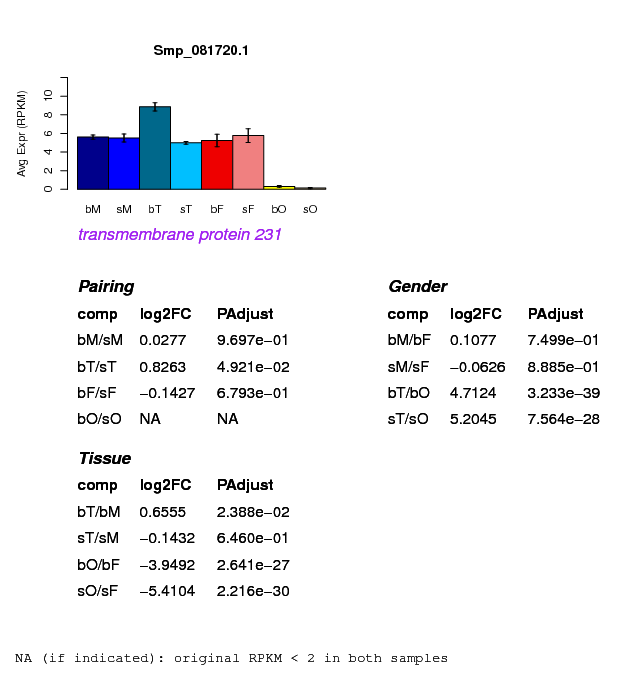 Smp_081720.1
Avg Expr (RPKM)
0 2 4 6 8 10
bM sM bT sT bF sF bO sO
transmembrane protein 231
Pairing
comp log2FC PAdjust
bM/sM 0.0277 9.697e−01
bT/sT 0.8263 4.921e−02
bF/sF −0.1427 6.793e−01
bO/sO NA NA
Gender
comp log2FC PAdjust
bM/bF 0.1077 7.499e−01
sM/sF −0.0626 8.885e−01
bT/bO 4.7124 3.233e−39
sT/sO 5.2045 7.564e−28
Tissue
comp log2FC PAdjust
bT/bM 0.6555 2.388e−02
sT/sM −0.1432 6.460e−01
bO/bF −3.9492 2.641e−27
sO/sF −5.4104 2.216e−30
NA (if indicated): original RPKM < 2 in both samples